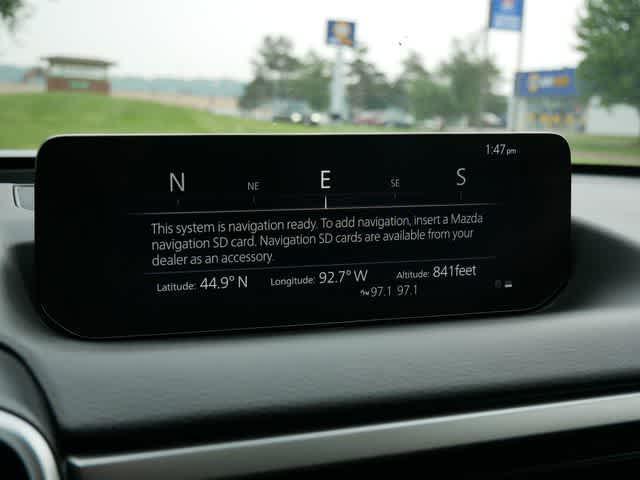 1:47 pm
N NE E SE S
This system is navigation ready. To add navigation, insert a Mazda
navigation SD card. Navigation SD cards are available from your
dealer as an accessory.
Latitude: 44.9° N Longitude: 92.7° W Altitude: 841feet
97.1 97.1